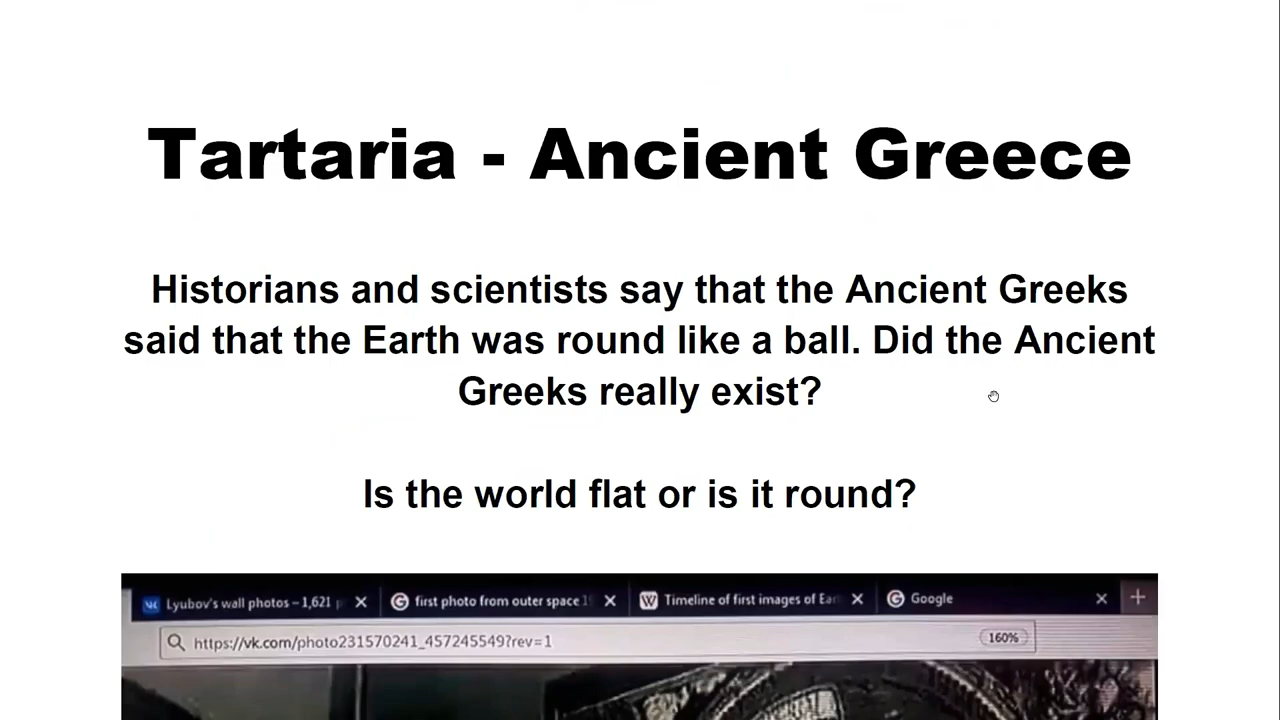 Tartaria - Ancient Greece
Historians and scientists say that the Ancient Greeks
said that the Earth was round like a ball. Did the Ancient
Greeks really exist?
Is the world flat or is it round?
Lyubov's wall photos – 1,621 first photo from outer space Timeline of first images of Google
https://vk.com/photo231570241_457245549?rev=1 160%